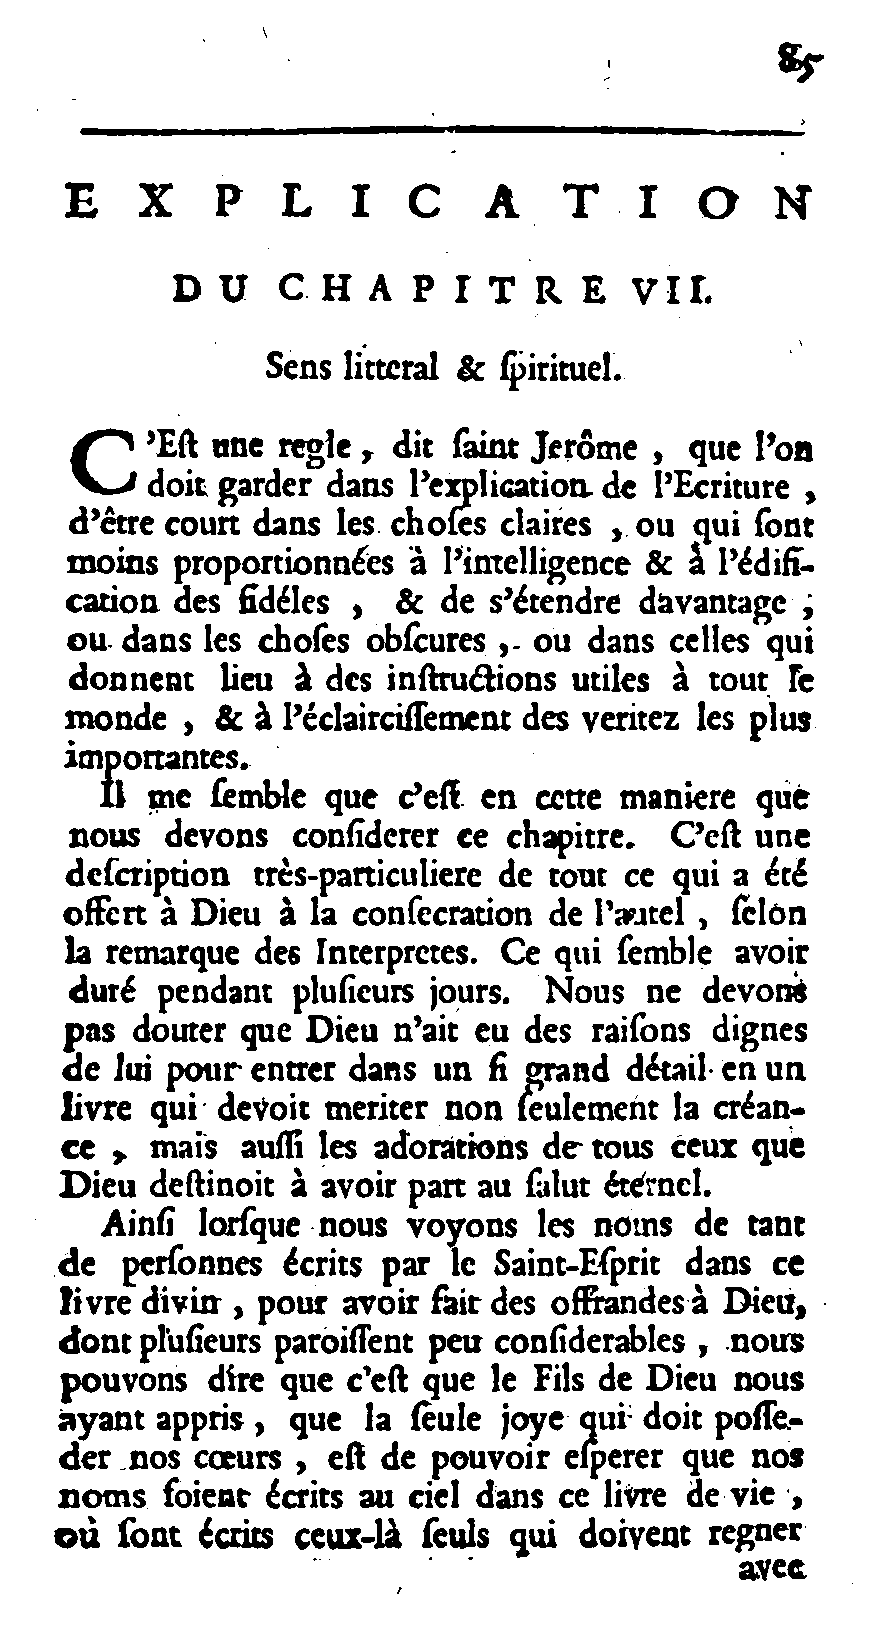 85
EXPLICATION
DU CHAPITRE VII.
Sens litteral & ſpirituel.
C'Eſt une regle, dit ſaint Jerôme, que l'on
doit garder dans l'explication de l'Ecriture,
d'être court dans les choſes claires, ou qui ſont
moins proportionnées à l'intelligence & à l'édifi-
cation des fidéles, & de s'étendre davantage;
ou dans les choſes obſcures, ou dans celles qui
donnent lieu à des inſtructions utiles à tout le
monde, & à l'éclairciſſement des veritez les plus
importantes.
Il me ſemble que c'eſt en cette maniere que
nous devons conſiderer ce chapitre. C'eſt une
deſcription très-particuliere de tout ce qui a été
offert à Dieu à la conſecration de l'autel, ſelon
la remarque des Interpretes. Ce qui ſemble avoir
duré pendant pluſieurs jours. Nous ne devons
pas douter que Dieu n'ait eu des raiſons dignes
de lui pour entrer dans un ſi grand détail en un
livre qui devoit meriter non ſeulement la créan-
ce, mais auſſi les adorations de tous ceux que
Dieu deſtinoit à avoir part au ſalut éternel.
Ainſi lorſque nous voyons les noms de tant
de perſonnes écrits par le Saint-Eſprit dans ce
livre divin, pour avoir fait des offrandes à Dieu,
dont pluſieurs paroiſſent peu conſiderables, nous
pouvons dire que c'eſt que le Fils de Dieu nous
ayant appris, que la ſeule joye qui doit poſſe-
der nos cœurs, eſt de pouvoir eſperer que nos
noms ſoient écrits au ciel dans ce livre de vie,
où ſont écrits ceux-là ſeuls qui doivent regner
avec